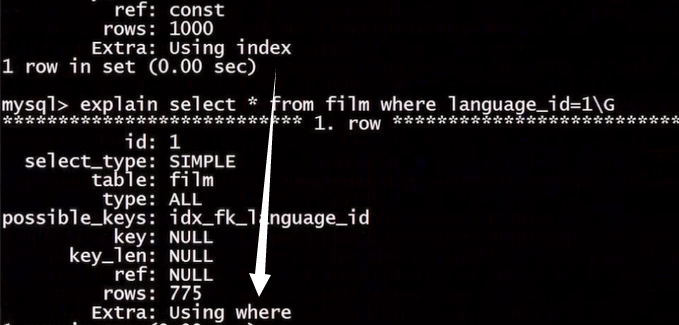 ref: const
rows: 1000
Extra: Using index
1 row in set (0.00 sec)
mysql> explain select * from film where language_id=1\G
*************************** 1. row ***************************
id: 1
select_type: SIMPLE
table: film
type: ALL
possible_keys: idx_fk_language_id
key: NULL
key_len: NULL
ref: NULL
rows: 775
Extra: Using where